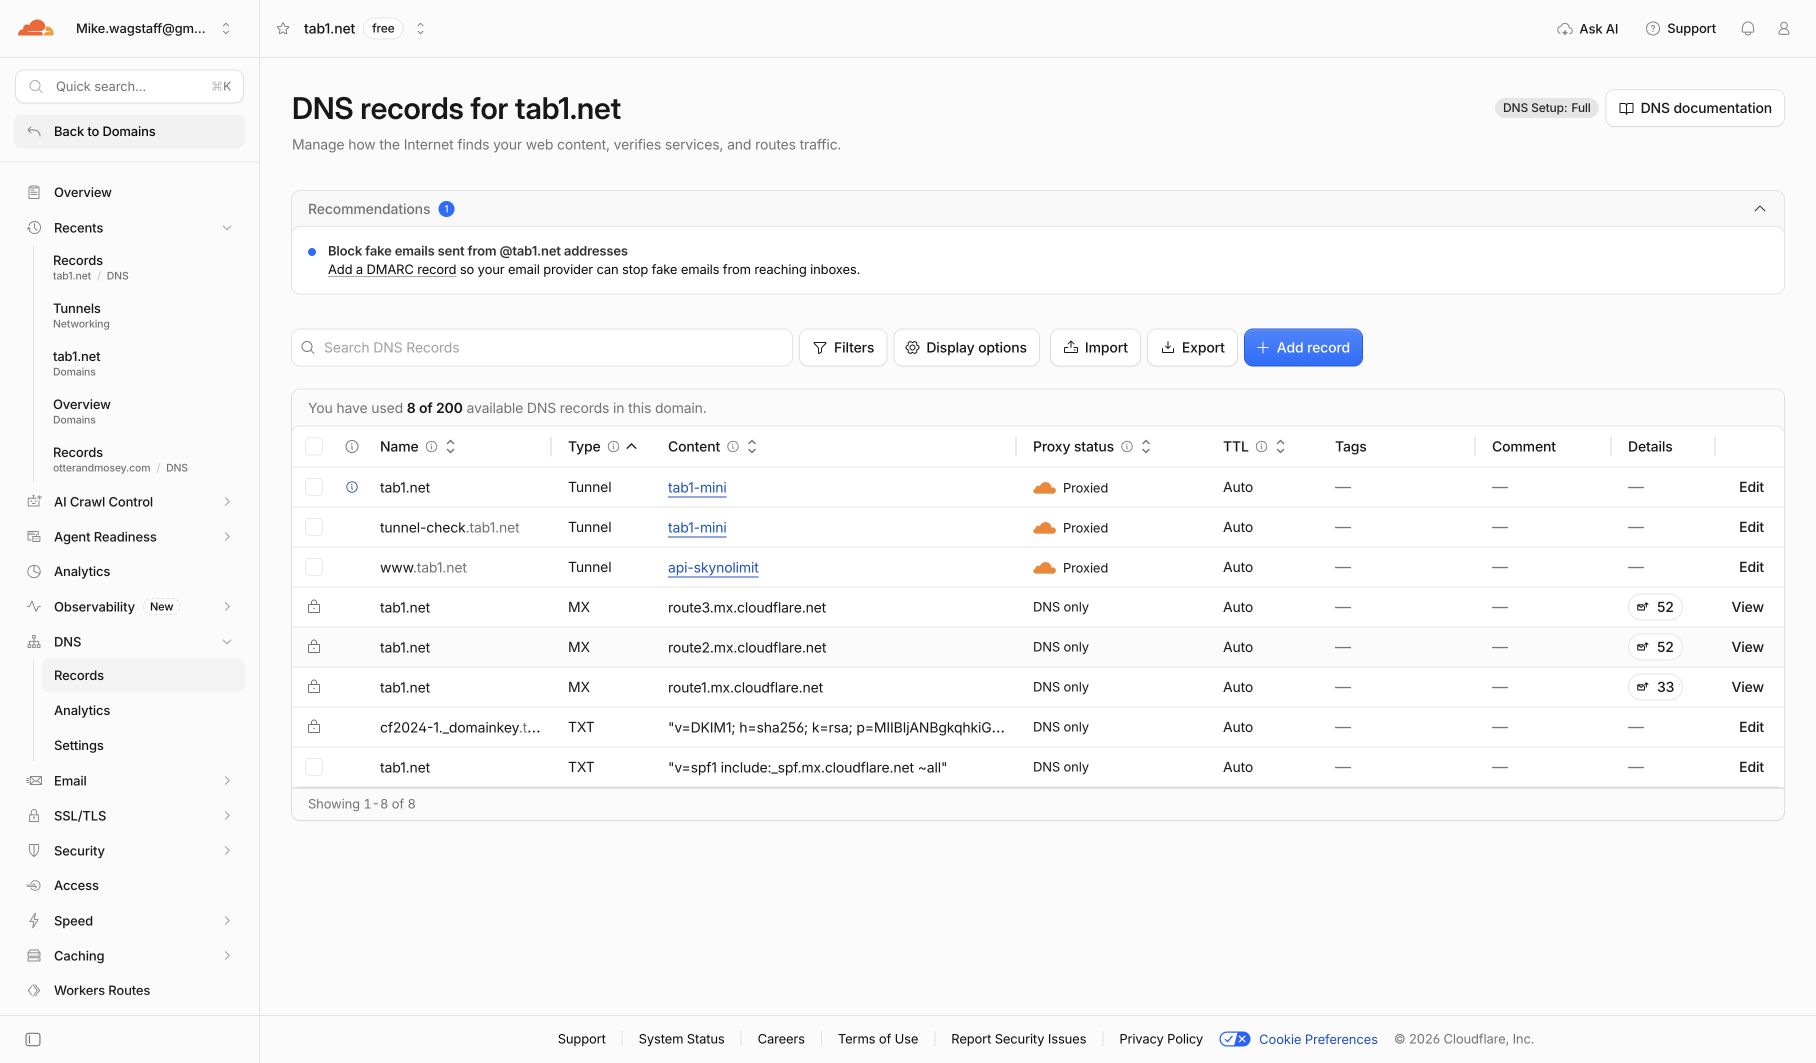 Mike.wagstaff@gm...
tab1.net free
Ask AI
Support
Quick search... ⌘K
Back to Domains
Overview
Recents
Records
tab1.net / DNS
Tunnels
Networking
tab1.net
Domains
Overview
Domains
Records
otterandmosey.com / DNS
AI Crawl Control
Agent Readiness
Analytics
Observability New
DNS
Records
Analytics
Settings
Email
SSL/TLS
Security
Access
Speed
Caching
Workers Routes
DNS records for tab1.net
DNS Setup: Full
DNS documentation
Manage how the Internet finds your web content, verifies services, and routes traffic.
Recommendations 1
Block fake emails sent from @tab1.net addresses
Add a DMARC record so your email provider can stop fake emails from reaching inboxes.
Search DNS Records
Filters
Display options
Import
Export
+ Add record
You have used 8 of 200 available DNS records in this domain.
Name Type Content Proxy status TTL Tags Comment Details
tab1.net Tunnel tab1-mini Proxied Auto — — — Edit
tunnel-check.tab1.net Tunnel tab1-mini Proxied Auto — — — Edit
www.tab1.net Tunnel api-skynolimit Proxied Auto — — — Edit
tab1.net MX route3.mx.cloudflare.net DNS only Auto — — 52 View
tab1.net MX route2.mx.cloudflare.net DNS only Auto — — 52 View
tab1.net MX route1.mx.cloudflare.net DNS only Auto — — 33 View
cf2024-1._domainkey.t... TXT "v=DKIM1; h=sha256; k=rsa; p=MIIBIjANBgkqhkiG... DNS only Auto — — — Edit
tab1.net TXT "v=spf1 include:_spf.mx.cloudflare.net ~all" DNS only Auto — — — Edit
Showing 1-8 of 8
Support
System Status
Careers
Terms of Use
Report Security Issues
Privacy Policy
Cookie Preferences
© 2026 Cloudflare, Inc.